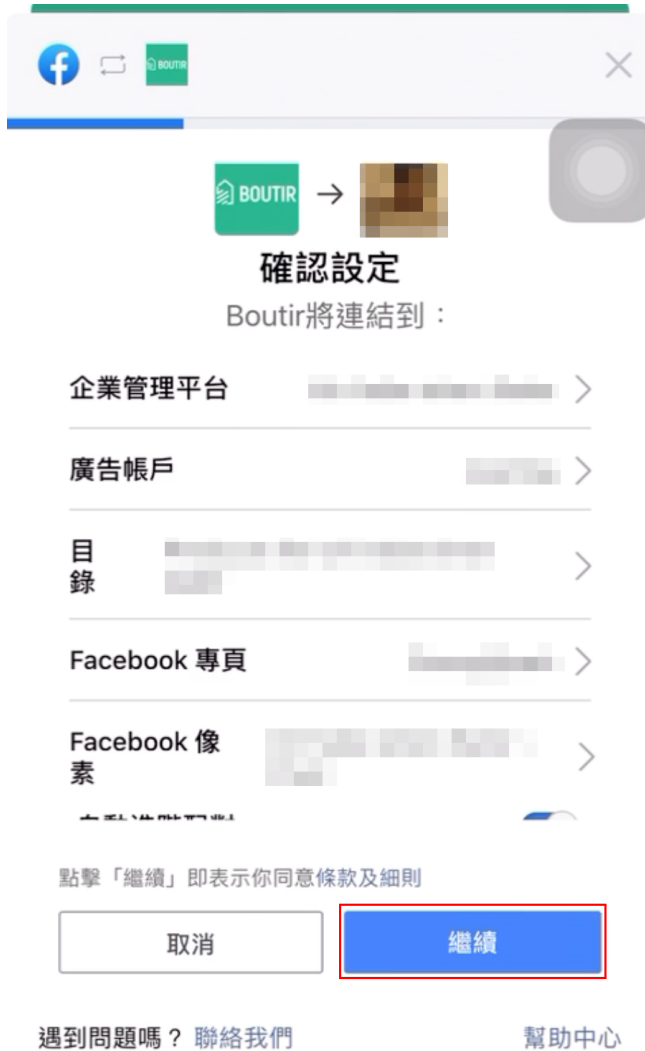 BOUTIR
BOUTIR
確認設定
Boutir將連結到：
企業管理平台
廣告帳戶
目
錄
Facebook 專頁
Facebook 像
素
點擊「繼續」即表示你同意條款及細則
取消
繼續
遇到問題嗎？ 聯絡我們
幫助中心